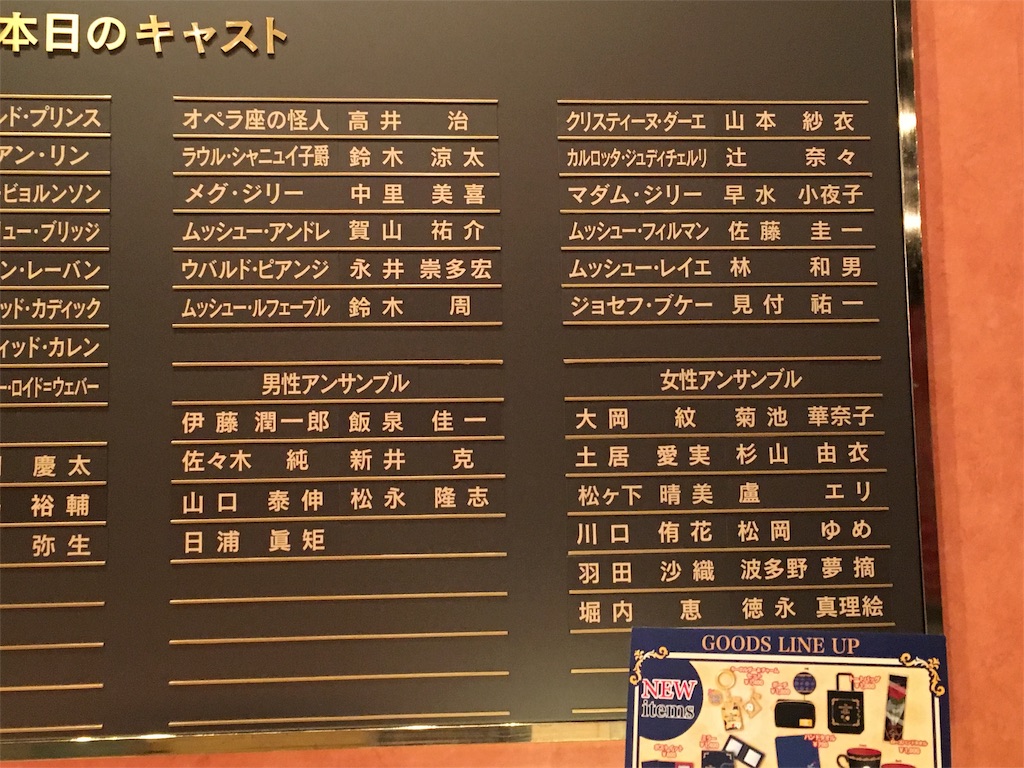 本日のキャスト
ルド・プリンス
アン・リン
・ビョルンソン
ュー・ブリッジ
ン・レーバン
ッド・カディック
ィッド・カレン
ー・ロイド=ウェバー
慶太
裕輔
弥生
オペラ座の怪人 高井 治
ラウル・シャニュイ子爵 鈴木 涼太
メグ・ジリー 中里 美喜
ムッシュー・アンドレ 賀山 祐介
ウバルド・ピアンジ 永井 崇多宏
ムッシュー・ルフェーブル 鈴木 周
男性アンサンブル
伊藤 潤一郎 飯泉 佳一
佐々木 純 新井 克
山口 泰伸 松永 隆志
日浦 眞矩
クリスティーヌ・ダーエ 山本 紗衣
カルロッタ・ジュディチェルリ 辻 奈々
マダム・ジリー 早水 小夜子
ムッシュー・フィルマン 佐藤 圭一
ムッシュー・レイエ 林 和男
ジョセフ・ブケー 見付 祐一
女性アンサンブル
大岡 紋 菊池 華奈子
土居 愛実 杉山 由衣
松ヶ下 晴美 盧 エリ
川口 侑花 松岡 ゆめ
羽田 沙織 波多野 夢摘
堀内 恵 徳永 真理絵
GOODS LINE UP
NEW
items